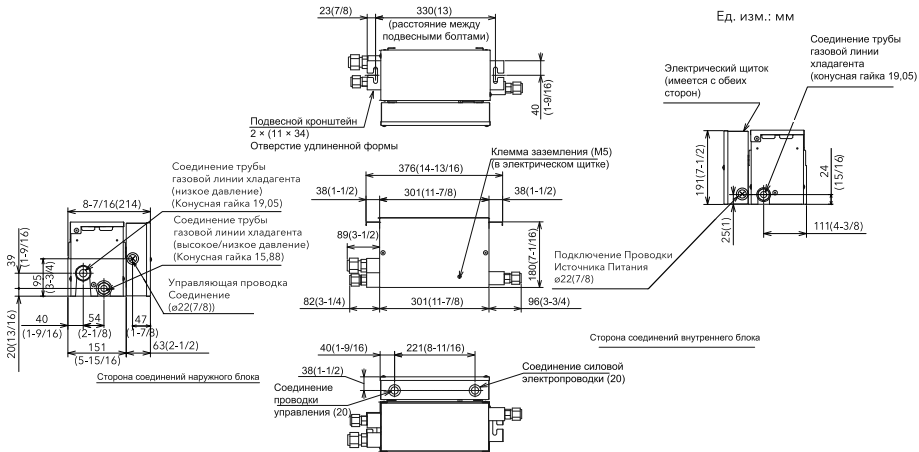 23(7/8)
330(13)
(расстояние между
подвесными болтами)
40
(1-9/16)
Подвесной кронштейн
2 × (11 × 34)
Отверстие удлиненной формы
Ед. изм.: мм
Соединение трубы
газовой линии
хладагента
(конусная гайка 19,05)
Электрический щиток
(имеется с обеих
сторон)
191(7-1/2)
25(1)
24
(15/16)
111(4-3/8)
Подключение Проводки
Источника Питания
ø22(7/8)
Сторона соединений внутреннего блока
Клемма заземления (M5)
(в электрическом щитке)
376(14-13/16)
38(1-1/2)
301(11-7/8)
38(1-1/2)
89(3-1/2)
180(7-1/16)
82(3-1/4)
301(11-7/8)
96(3-3/4)
Соединение трубы
газовой линии хладагента
(низкое давление)
(Конусная гайка 19,05)
8-7/16(214)
Соединение трубы
газовой линии хладагента
(высокое/низкое давление)
(Конусная гайка 15,88)
Управляющая проводка
Соединение
(ø22(7/8))
39
(1-9/16)
95
(3-3/4)
20(13/16)
40
(1-9/16)
54
(2-1/8)
47
(1-7/8)
151
(5-15/16)
63(2-1/2)
Сторона соединений наружного блока
40(1-9/16)
221(8-11/16)
38(1-1/2)
Соединение
проводки
управления (20)
Соединение силовой
электропроводки (20)